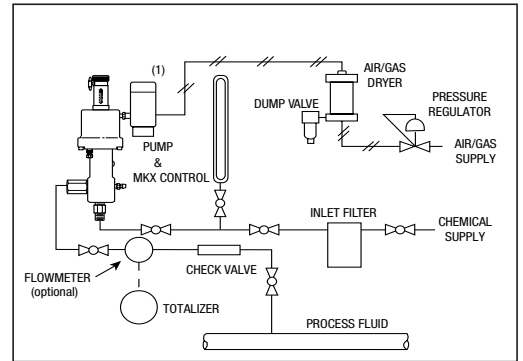 (1)
AIR/GAS
DRYER
DUMP VALVE
PRESSURE
REGULATOR
PUMP
&
MKX CONTROL
AIR/GAS
SUPPLY
INLET FILTER
CHEMICAL
SUPPLY
FLOWMETER
(optional)
CHECK VALVE
TOTALIZER
PROCESS FLUID